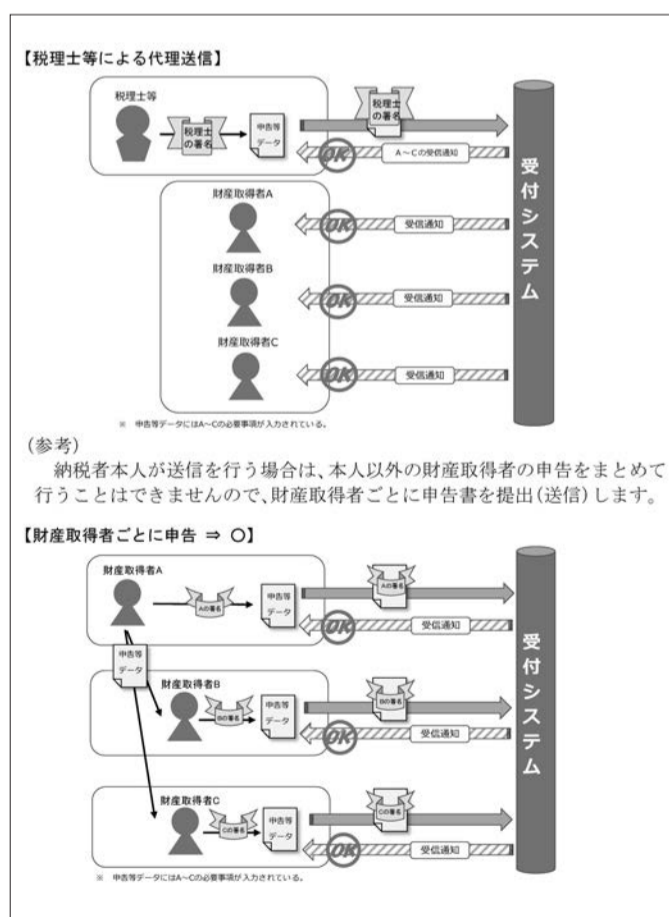 【税理士等による代理送信】
税理士等
税理士
の署名
申告等
データ
税理士
の署名
OK
A～Cの受信通知
財産取得者A
OK
受信通知
財産取得者B
OK
受信通知
財産取得者C
OK
受信通知
受付システム
※ 申告等データにはA～Cの必要事項が入力されている。
(参考)
納税者本人が送信を行う場合は、本人以外の財産取得者の申告をまとめて
行うことはできませんので、財産取得者ごとに申告書を提出(送信)します。
【財産取得者ごとに申告 ⇒ ○】
財産取得者A
Aの署名
申告等
データ
Aの署名
OK
受信通知
申告等
データ
財産取得者B
Bの署名
申告等
データ
Bの署名
OK
受信通知
財産取得者C
Cの署名
申告等
データ
Cの署名
OK
受信通知
受付システム
※ 申告等データにはA～Cの必要事項が入力されている。